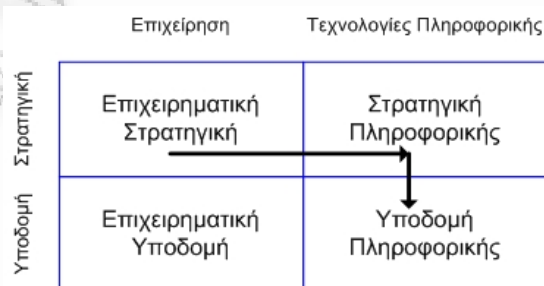 Επιχείρηση
Τεχνολογίες Πληροφορικής
Στρατηγική
Επιχειρηματική
Στρατηγική
Στρατηγική
Πληροφορικής
Υποδομή
Επιχειρηματική
Υποδομή
Υποδομή
Πληροφορικής